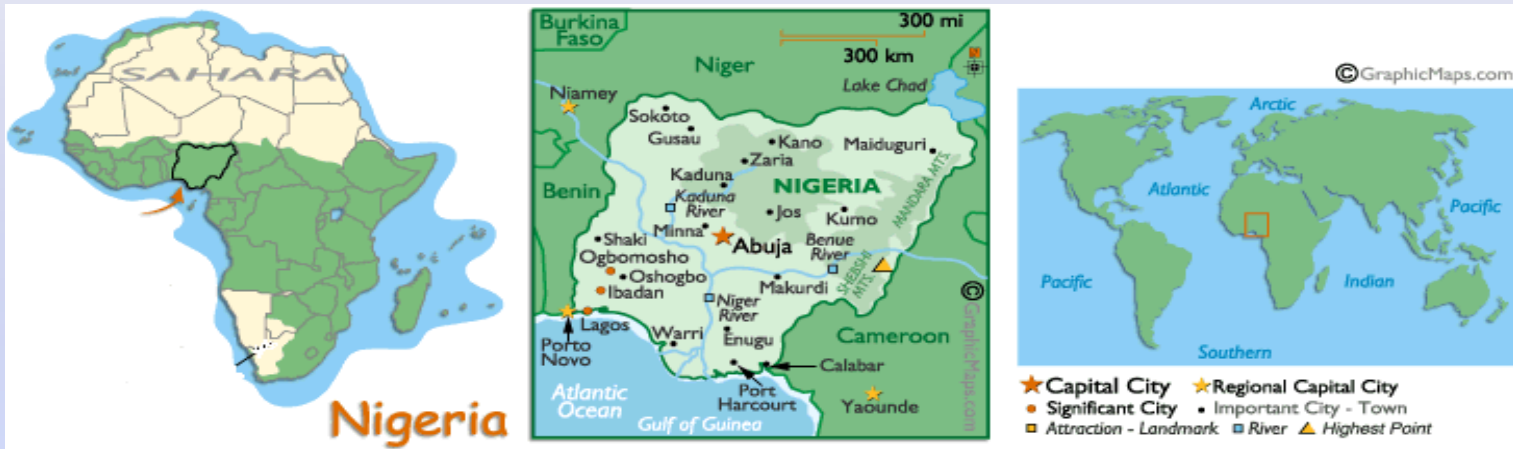 SAHARA
Nigeria
Burkina
Faso
300 mi
300 km
Niger
Lake Chad
Niamey
Sokoto
Gusau
Kano
Zaria
Maiduguri
Kaduna
Kaduna
River
NIGERIA
MANDARA MTS.
Benin
Jos
Kumo
Minna
Abuja
Benue
River
Shaki
Ogbomosho
Oshogbo
Ibadan
SHEBSHI
MTS.
Makurdi
Niger
River
Lagos
Warri
Enugu
Porto
Novo
Cameroon
Calabar
Port
Harcourt
Atlantic
Ocean
Gulf of Guinea
Yaounde
©GraphicMaps.com
©GraphicMaps.com
Arctic
Atlantic
Pacific
Pacific
Indian
Southern
Capital City
Regional Capital City
Significant City
Important City - Town
Attraction - Landmark
River
Highest Point